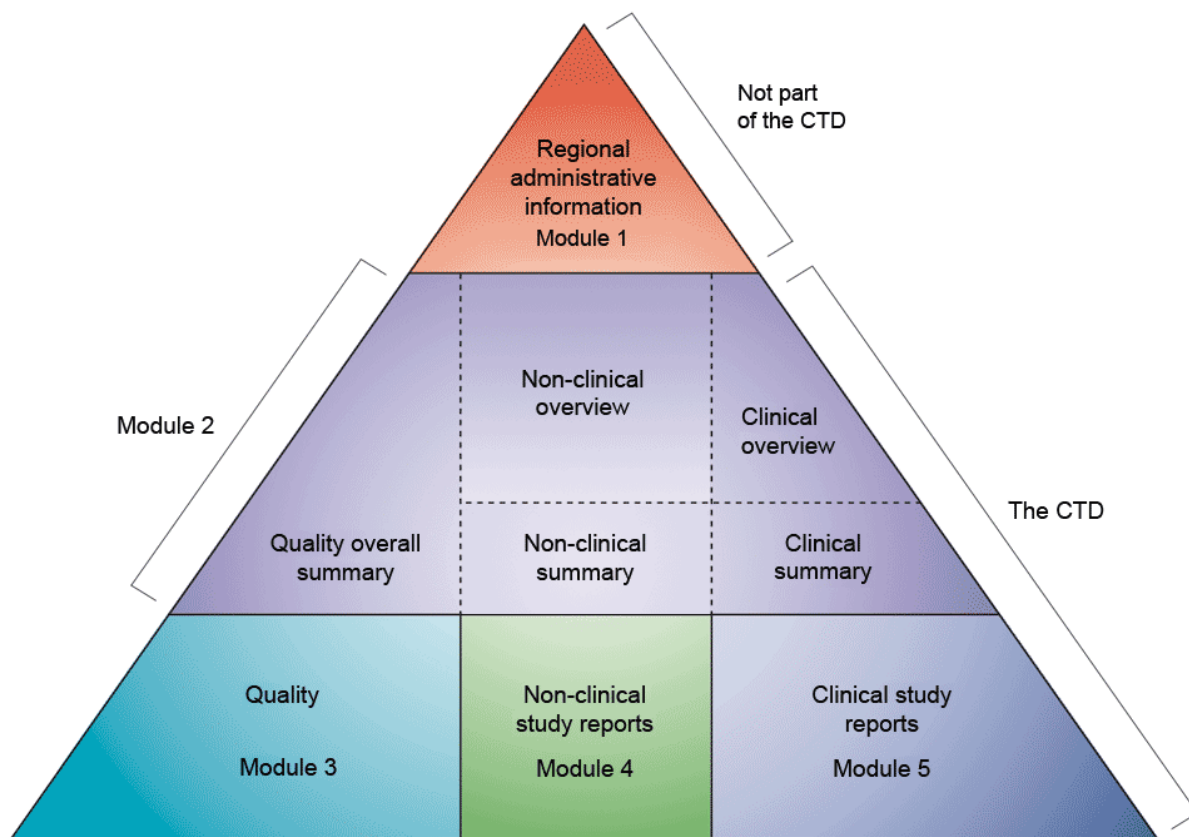 Not part
of the CTD
Regional
administrative
information
Module 1
Module 2
Non-clinical
overview
Clinical
overview
The CTD
Quality overall
summary
Non-clinical
summary
Clinical
summary
Quality
Module 3
Non-clinical
study reports
Module 4
Clinical study
reports
Module 5